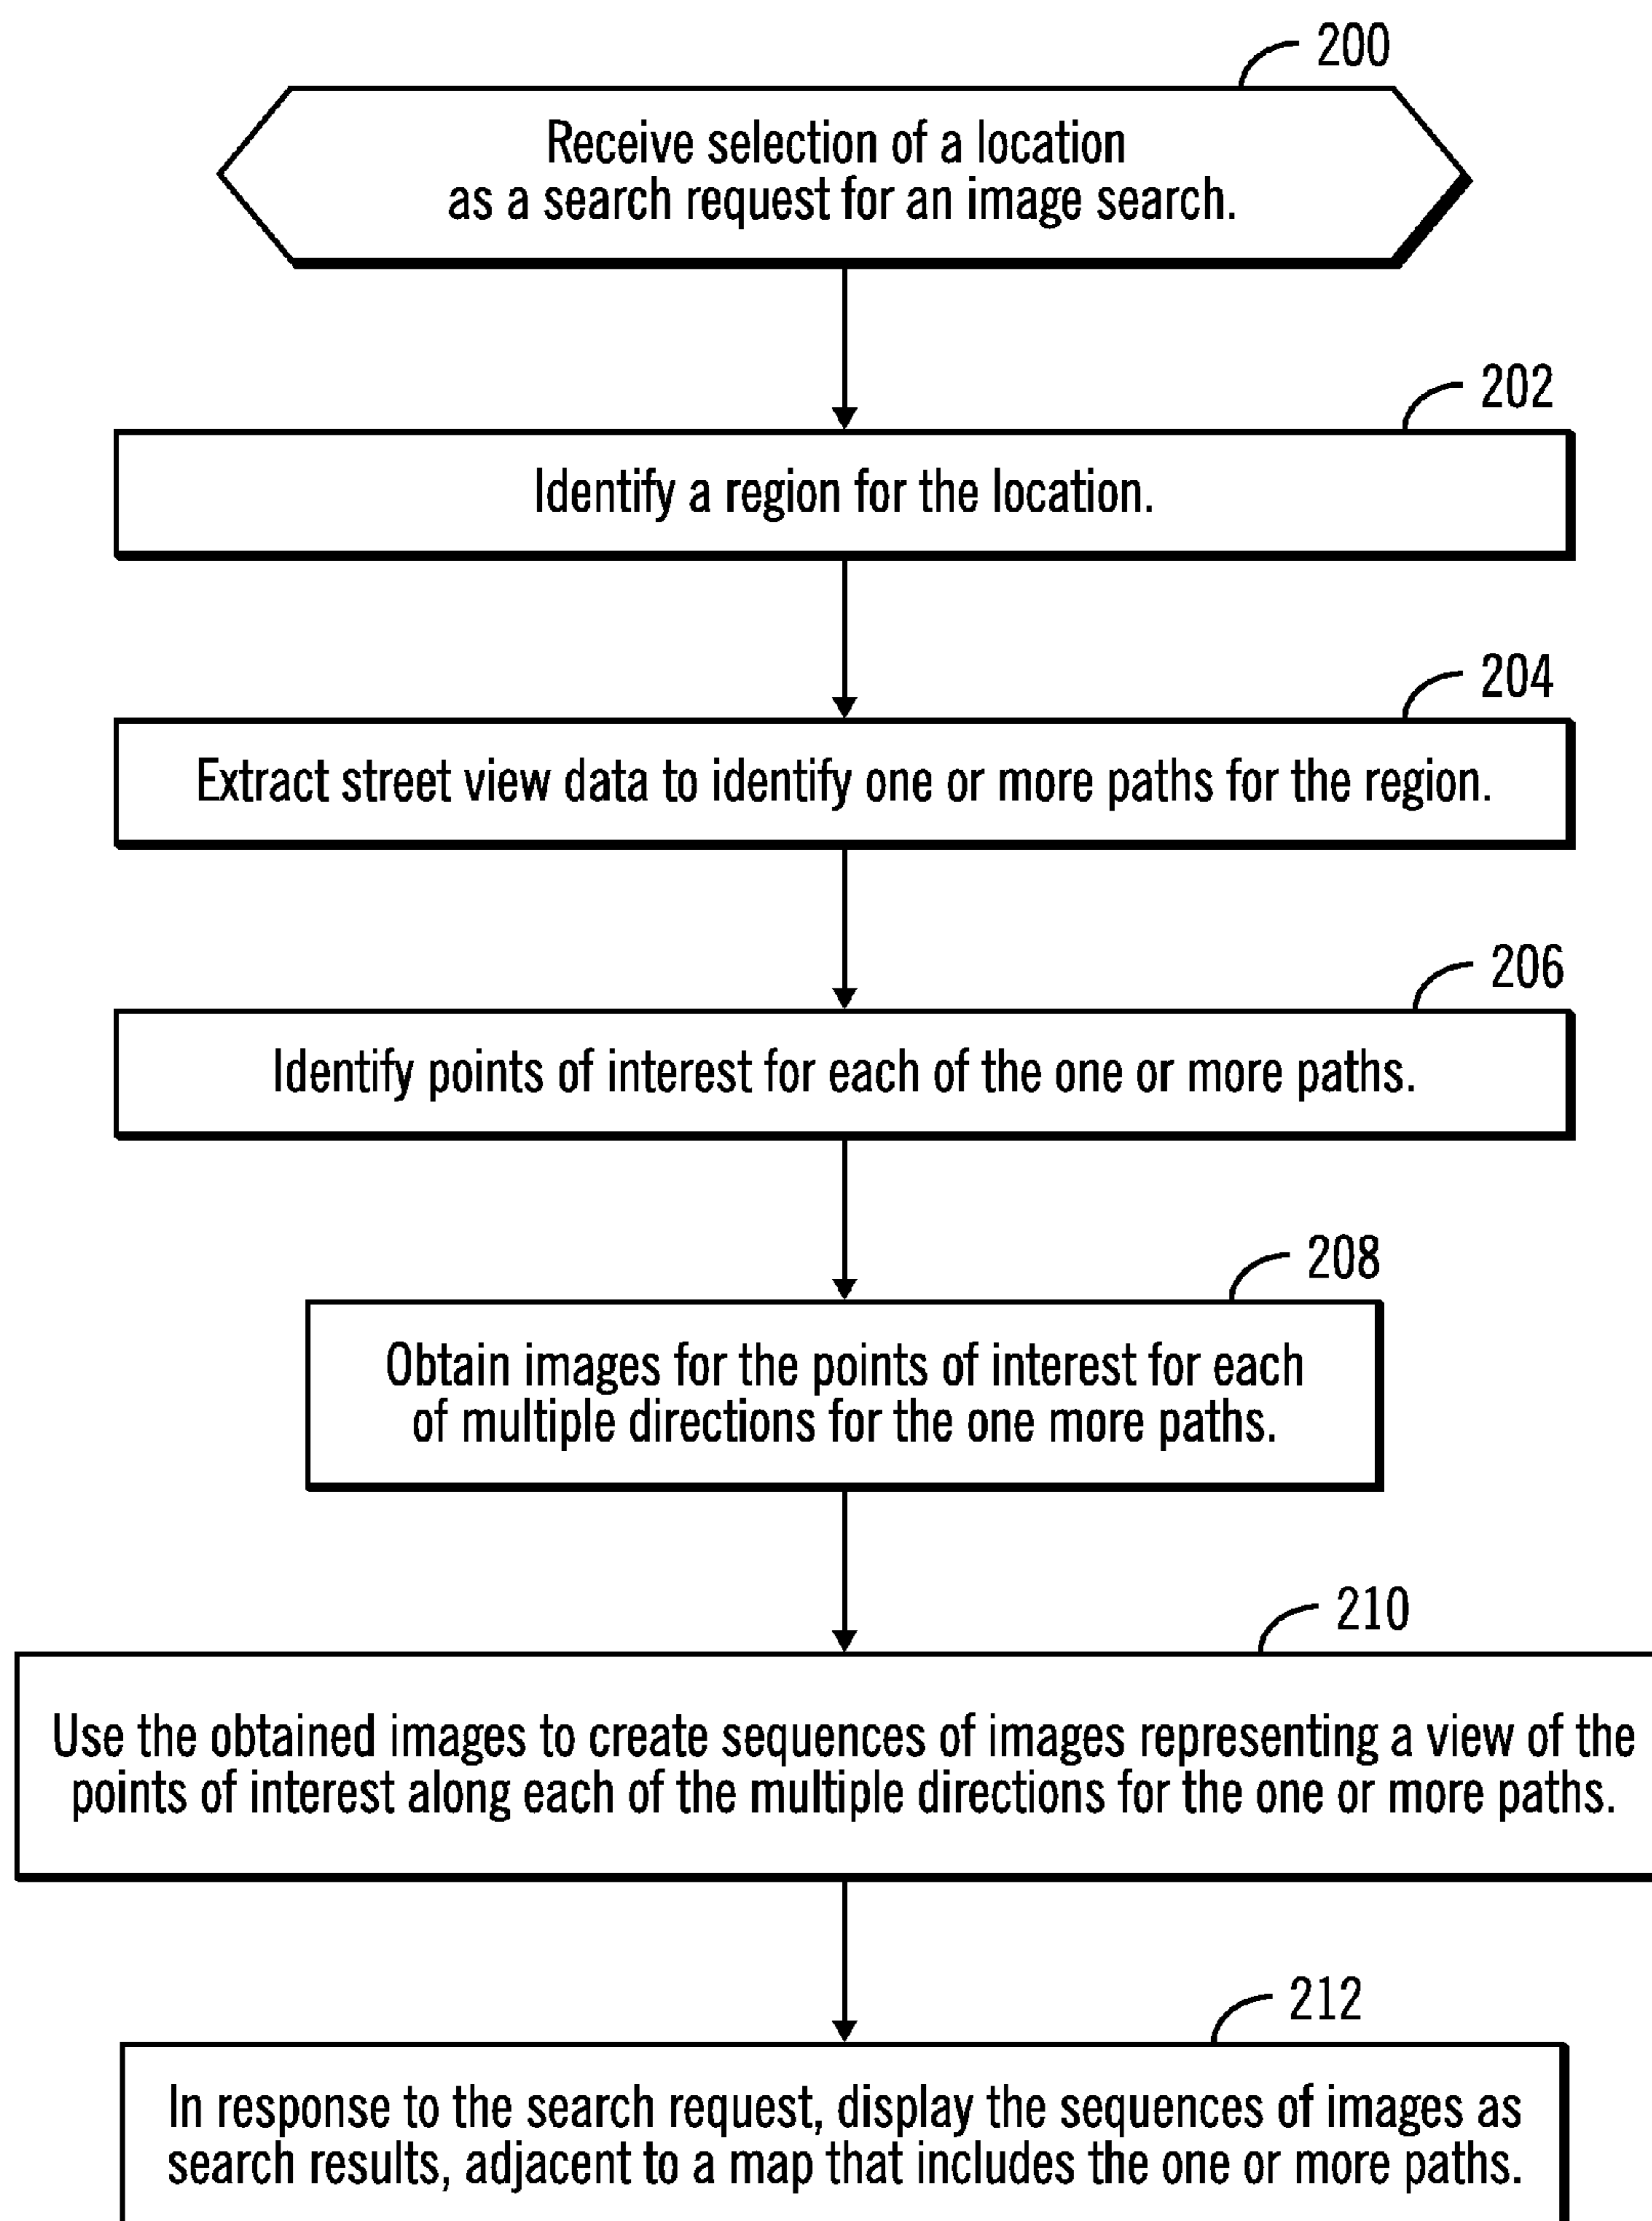 200
Receive selection of a location
as a search request for an image search.
202
Identify a region for the location.
204
Extract street view data to identify one or more paths for the region.
206
Identify points of interest for each of the one or more paths.
208
Obtain images for the points of interest for each
of multiple directions for the one more paths.
210
Use the obtained images to create sequences of images representing a view of the
points of interest along each of the multiple directions for the one or more paths.
212
In response to the search request, display the sequences of images as
search results, adjacent to a map that includes the one or more paths.